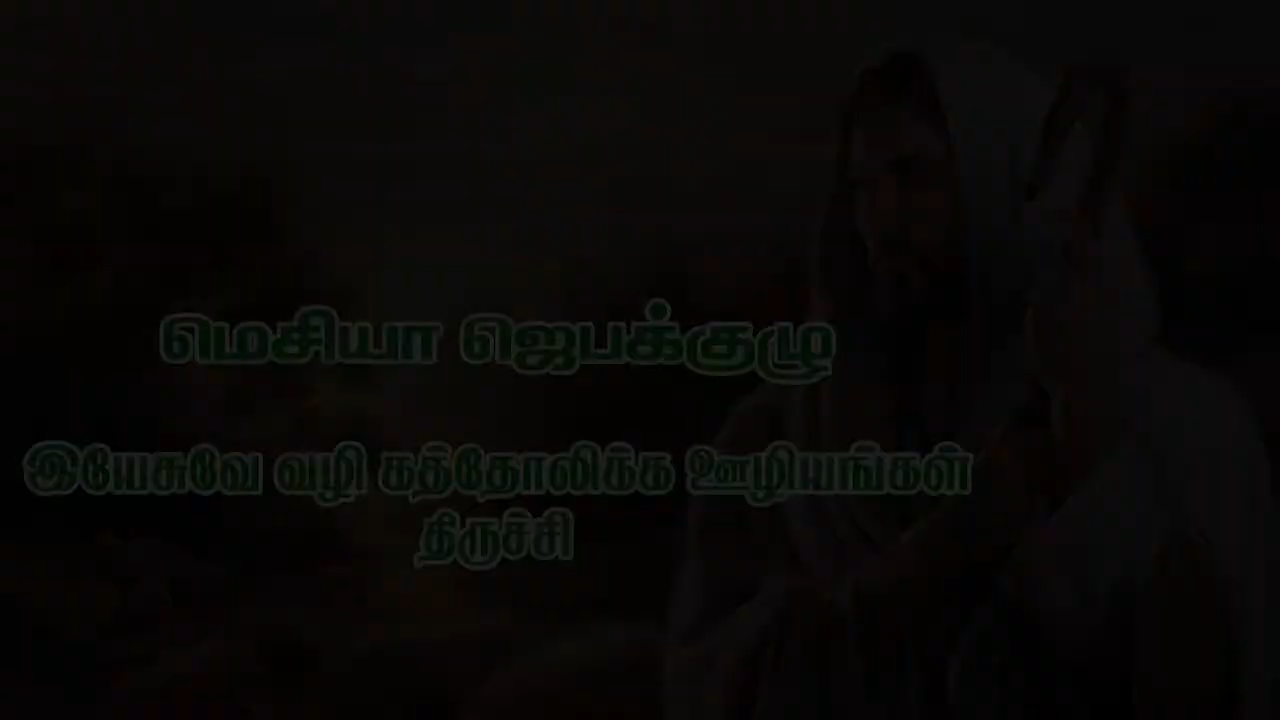 மெசியா ஜெபக்குழு
இயேசுவே வழி கத்தோலிக்க ஊழியங்கள்
திருச்சி